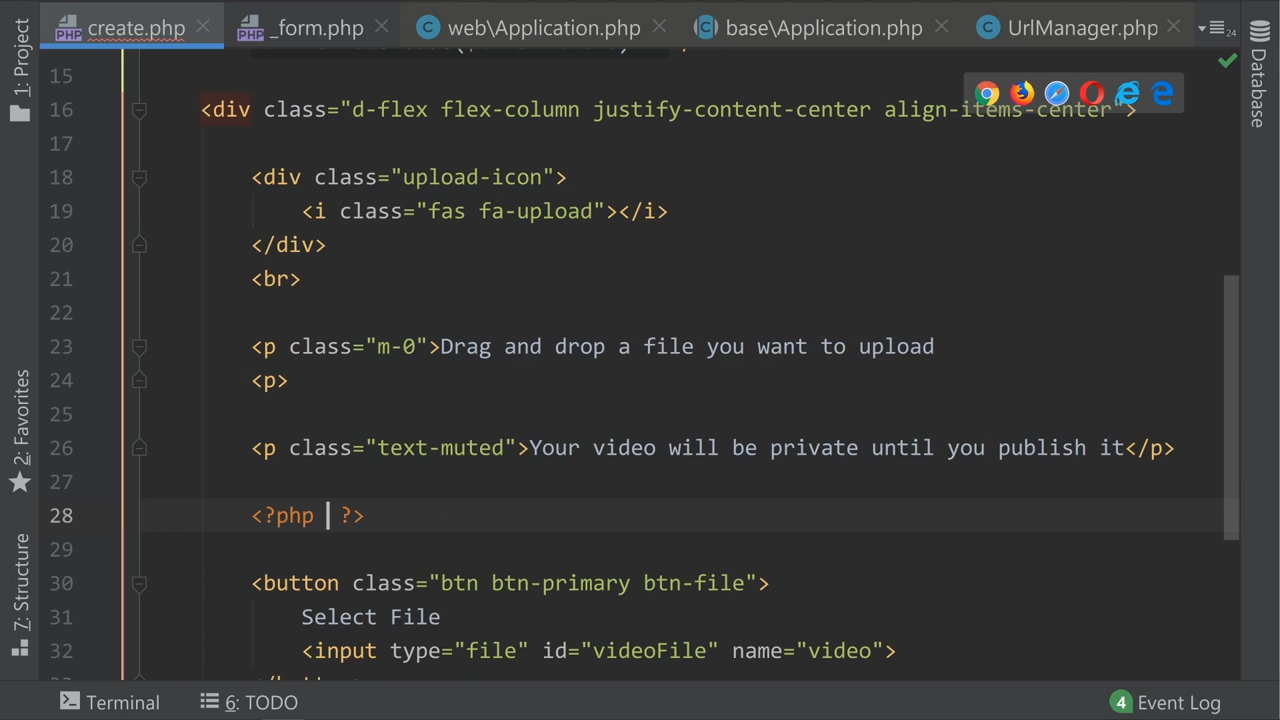 create.php _form.php web\Application.php base\Application.php UrlManager.php 24
1: Project
2: Favorites
7: Structure
Database
15
16 <div class="d-flex flex-column justify-content-center align-items-center">
17
18 <div class="upload-icon">
19 <i class="fas fa-upload"></i>
20 </div>
21 <br>
22
23 <p class="m-0">Drag and drop a file you want to upload
24 <p>
25
26 <p class="text-muted">Your video will be private until you publish it</p>
27
28 <?php ?>
29
30 <button class="btn btn-primary btn-file">
31 Select File
32 <input type="file" id="videoFile" name="video">
Terminal 6: TODO 4 Event Log